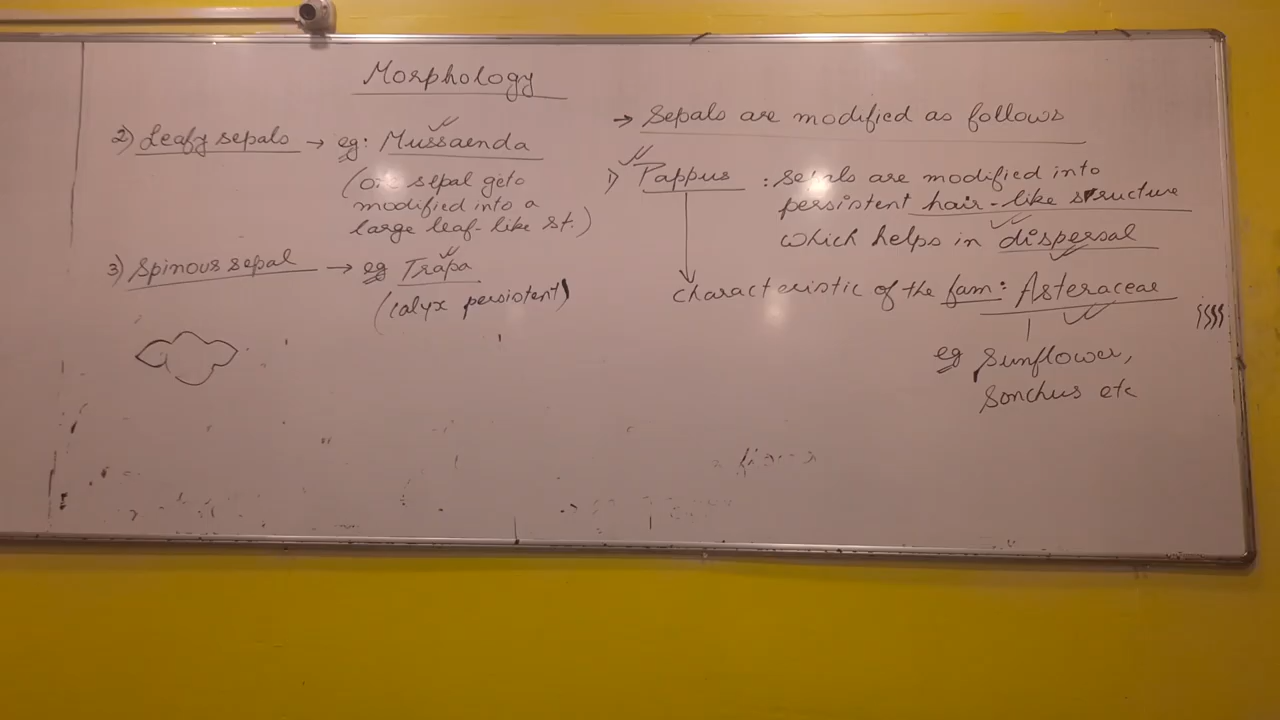 Morphology
→ Sepals are modified as follows
1) Pappus : Sepals are modified into
persistent hair-like structure
which helps in dispersal
Characteristic of the fam: Asteraceae
eg Sunflower,
Sonchus etc
2) Leafy sepals → eg: Mussaenda
(One sepal gets
modified into a
large leaf-like st.)
3) Spinous sepal → eg Trapa
(Calyx persistent)